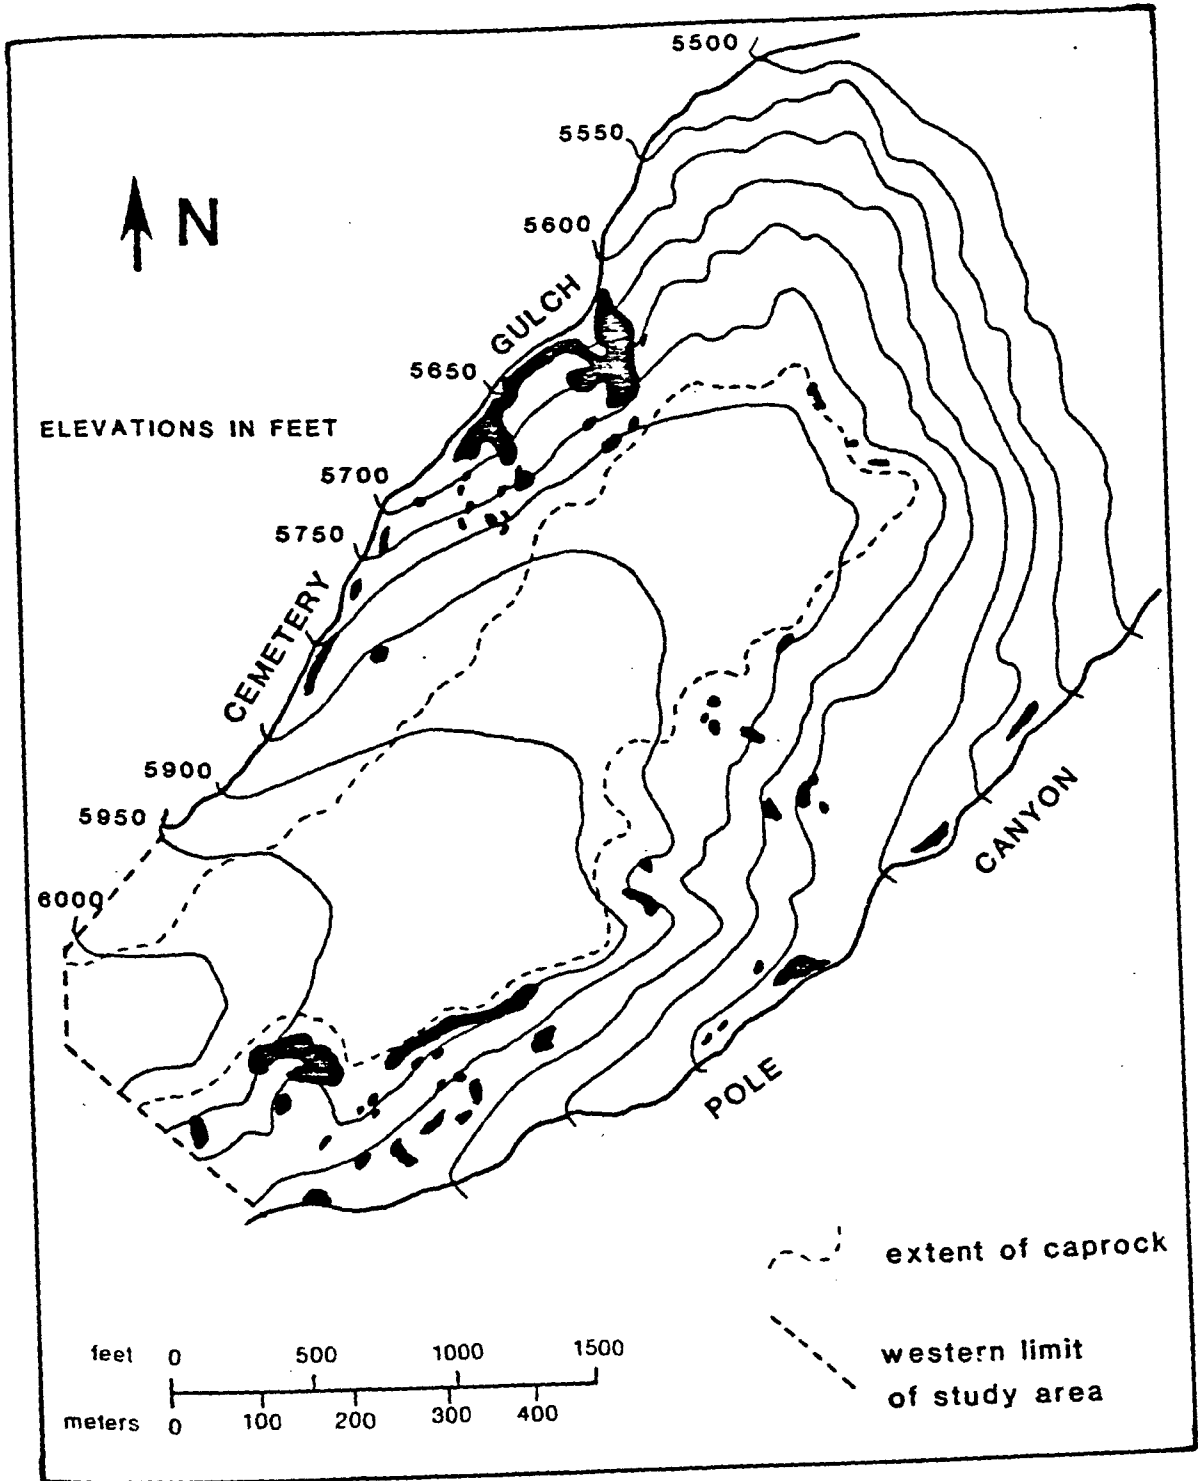 5500
5550
N
5600
GULCH
5650
ELEVATIONS IN FEET
5700
5750
CEMETERY
5900
5950
CANYON
6000
POLE
extent of caprock
western limit
of study area
feet 0 500 1000 1500
meters 0 100 200 300 400